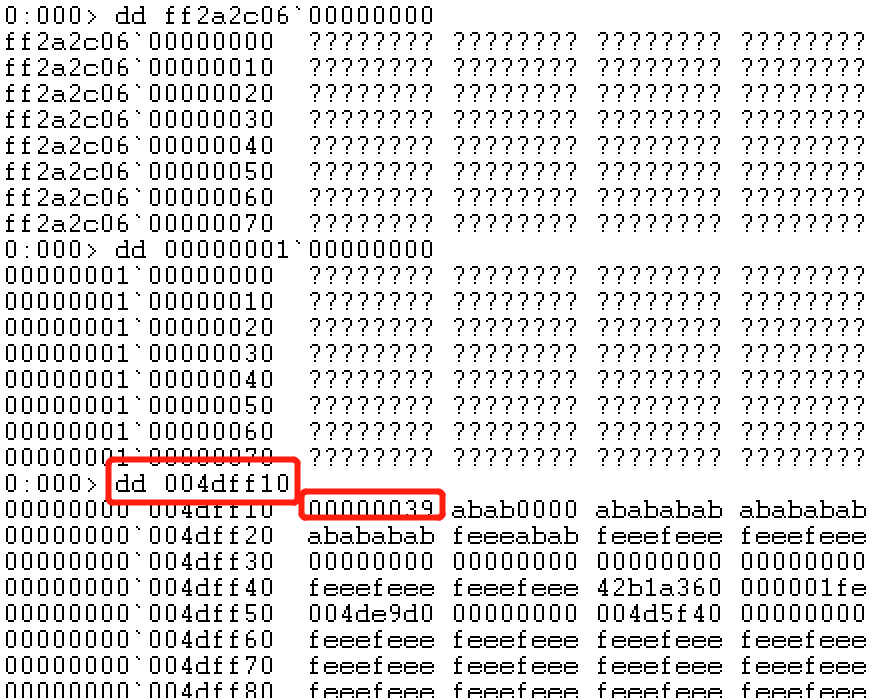 0:000> dd ff2a2c06`00000000
ff2a2c06`00000000 ???????? ???????? ???????? ????????
ff2a2c06`00000010 ???????? ???????? ???????? ????????
ff2a2c06`00000020 ???????? ???????? ???????? ????????
ff2a2c06`00000030 ???????? ???????? ???????? ????????
ff2a2c06`00000040 ???????? ???????? ???????? ????????
ff2a2c06`00000050 ???????? ???????? ???????? ????????
ff2a2c06`00000060 ???????? ???????? ???????? ????????
ff2a2c06`00000070 ???????? ???????? ???????? ????????
0:000> dd 00000001`00000000
00000001`00000000 ???????? ???????? ???????? ????????
00000001`00000010 ???????? ???????? ???????? ????????
00000001`00000020 ???????? ???????? ???????? ????????
00000001`00000030 ???????? ???????? ???????? ????????
00000001`00000040 ???????? ???????? ???????? ????????
00000001`00000050 ???????? ???????? ???????? ????????
00000001`00000060 ???????? ???????? ???????? ????????
00000001`00000070 ???????? ???????? ???????? ????????
0:000> dd 004dff10
00000000`004dff10 00000039 abab0000 abababab abababab
00000000`004dff20 abababab feeeabab feeefeee feeefeee
00000000`004dff30 00000000 00000000 00000000 00000000
00000000`004dff40 feeefeee feeefeee 42b1a360 000001fe
00000000`004dff50 004de9d0 00000000 004d5f40 00000000
00000000`004dff60 feeefeee feeefeee feeefeee feeefeee
00000000`004dff70 feeefeee feeefeee feeefeee feeefeee
00000000`004dff80 feeefeee feeefeee feeefeee feeefeee